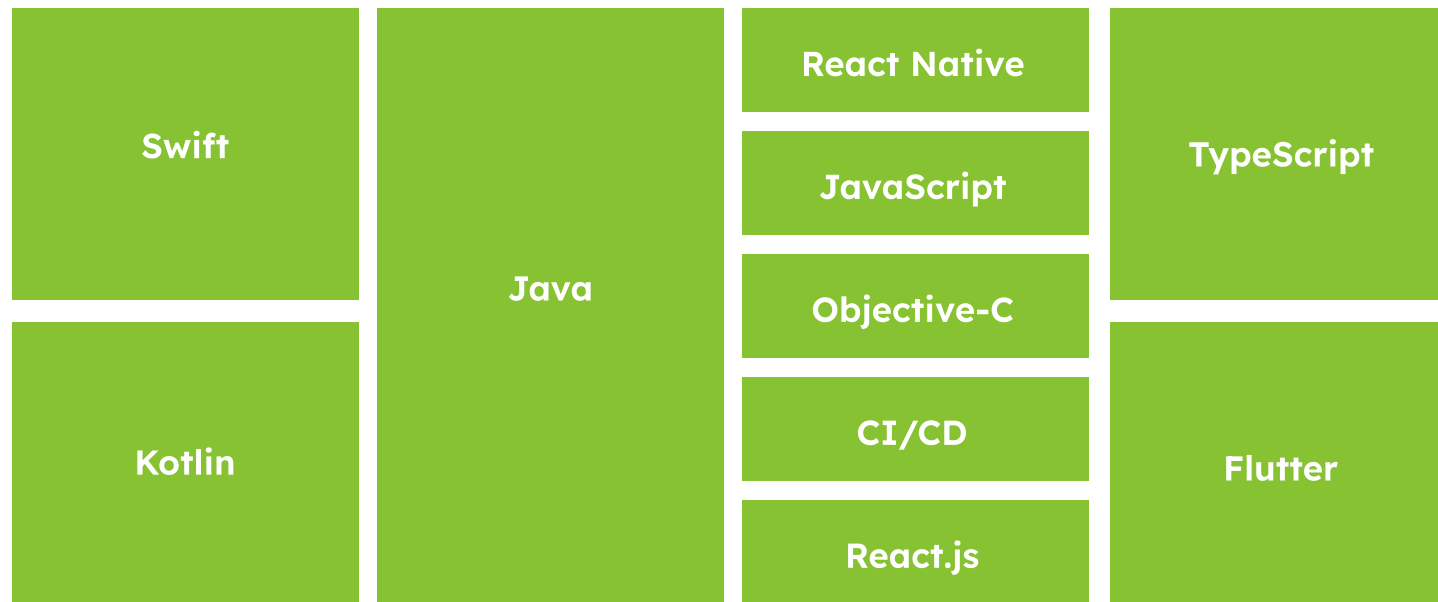 Swift
Kotlin
Java
React Native
JavaScript
Objective-C
CI/CD
React.js
TypeScript
Flutter